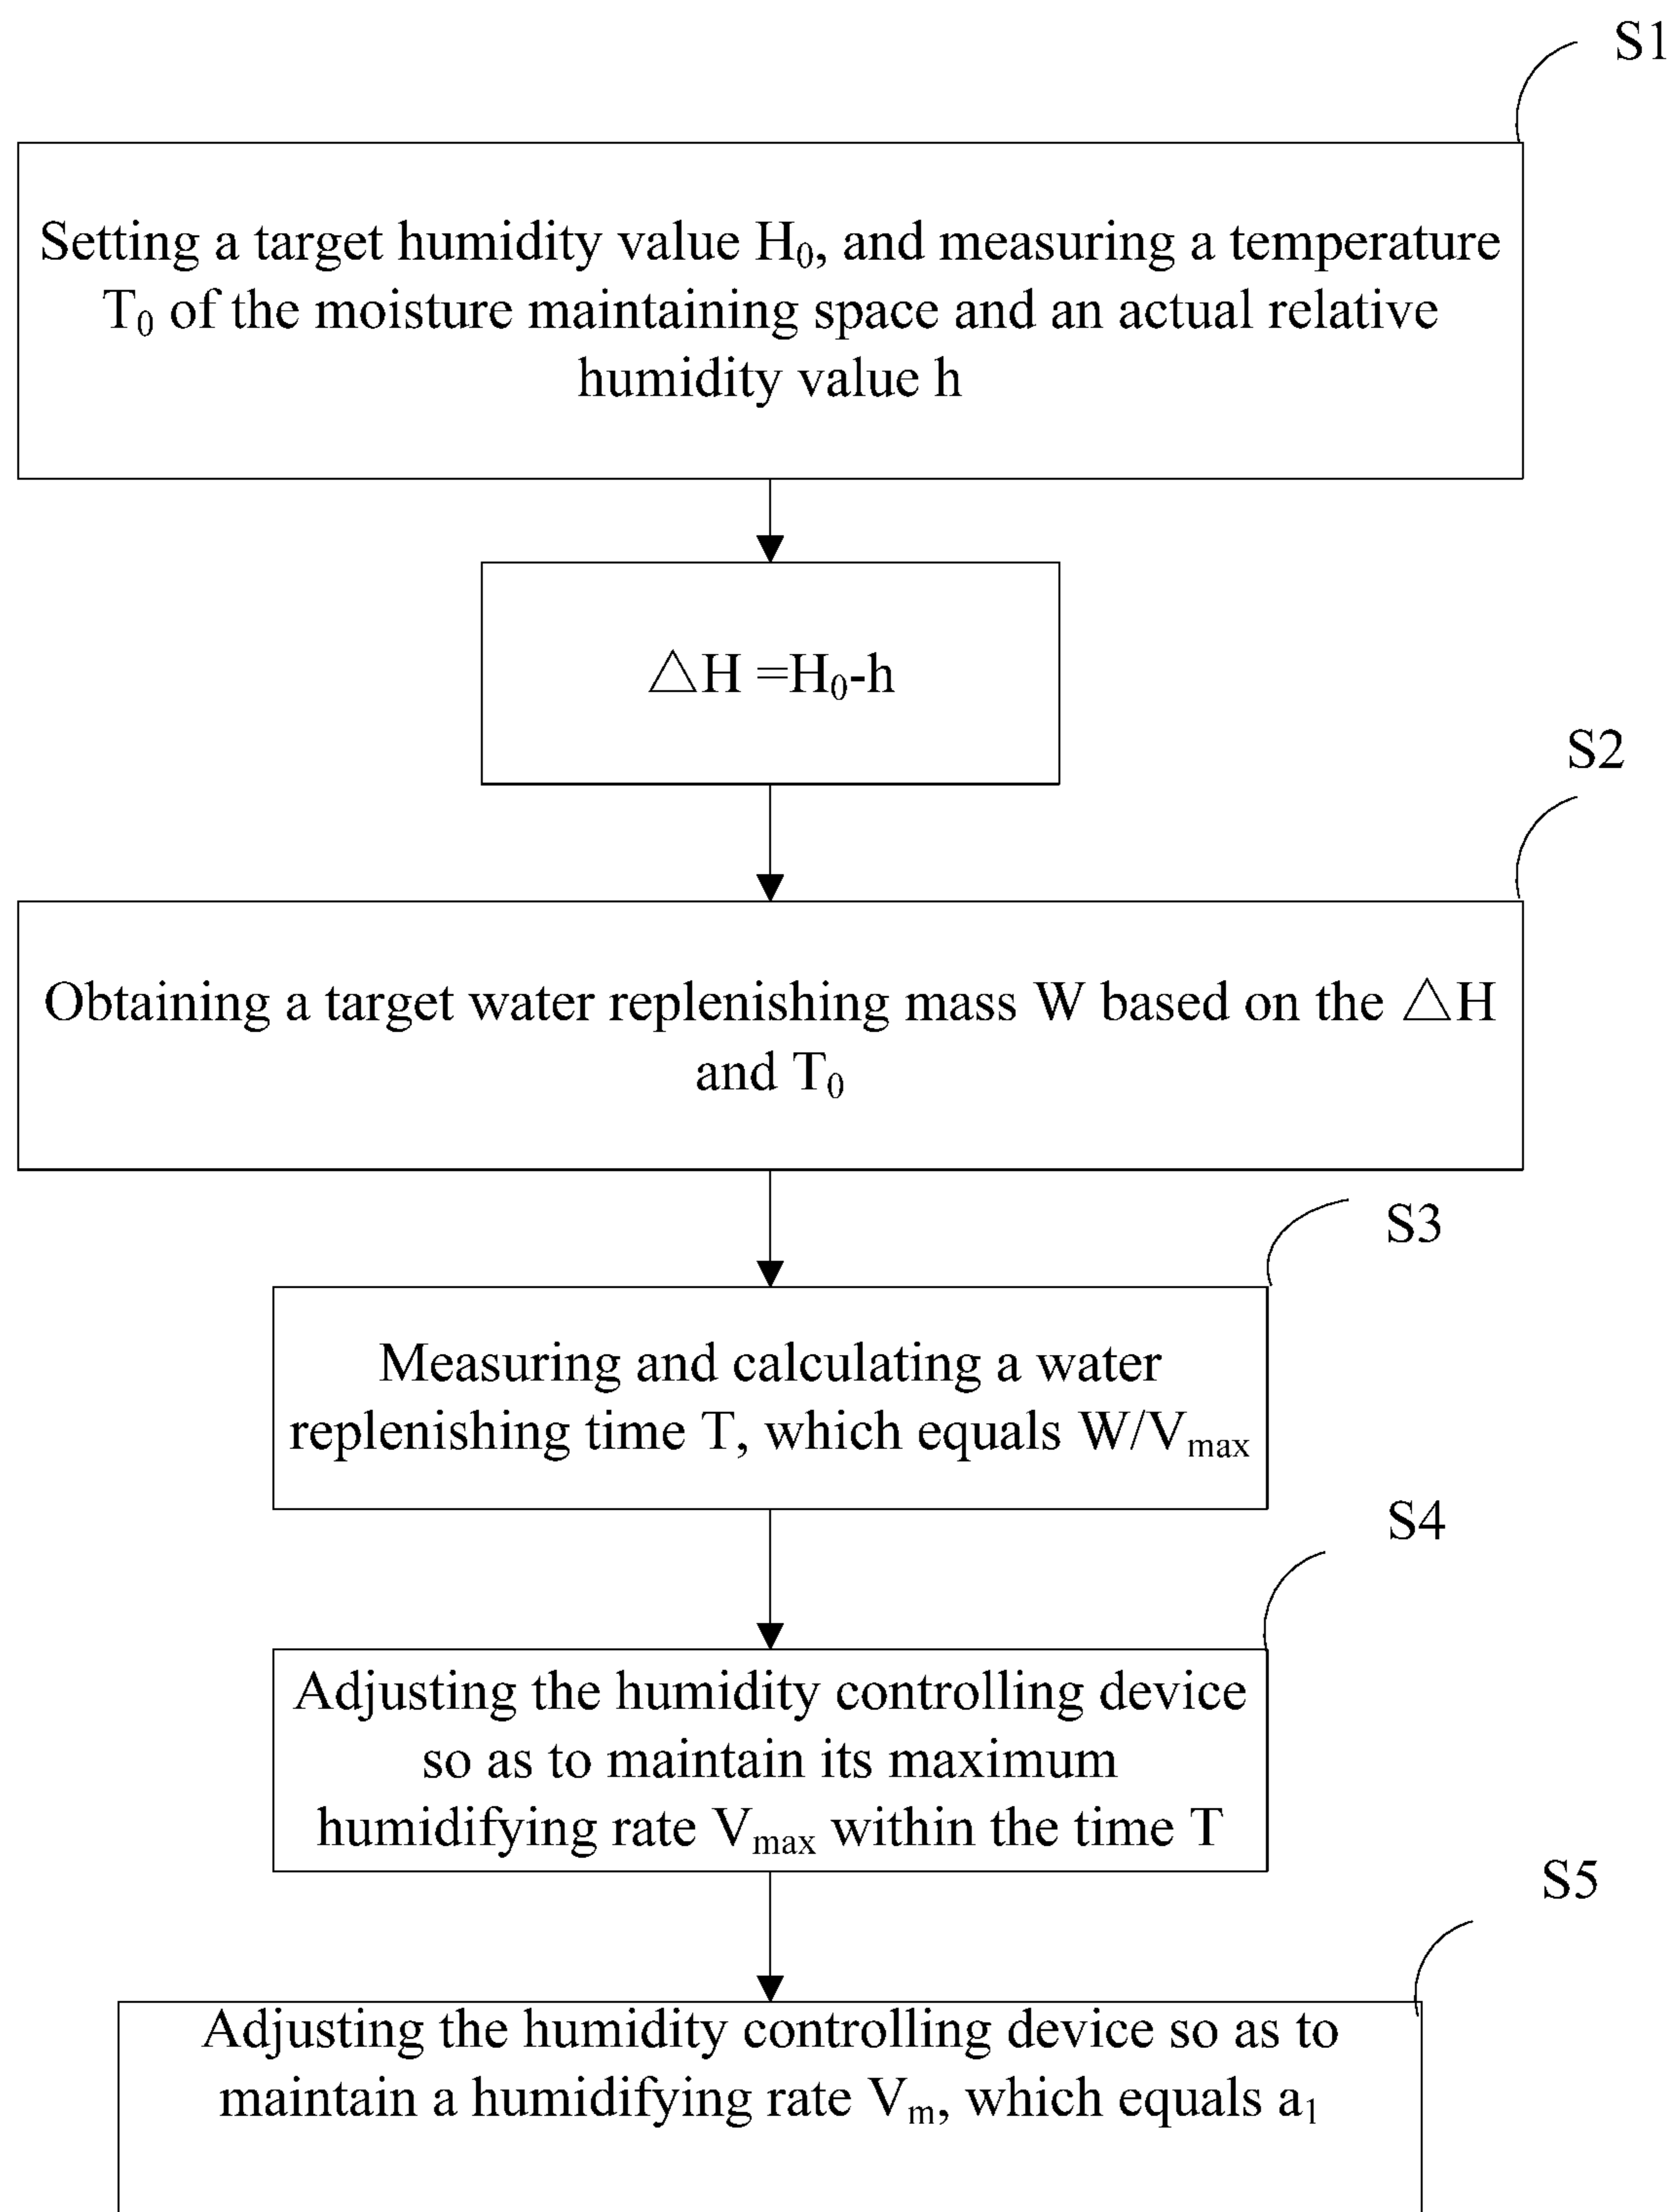 S1
Setting a target humidity value H₀, and measuring a temperature
T₀ of the moisture maintaining space and an actual relative
humidity value h
△H =H₀-h
S2
Obtaining a target water replenishing mass W based on the △H
and T₀
S3
Measuring and calculating a water
replenishing time T, which equals W/Vmax
S4
Adjusting the humidity controlling device
so as to maintain its maximum
humidifying rate Vmax within the time T
S5
Adjusting the humidity controlling device so as to
maintain a humidifying rate Vm, which equals a₁